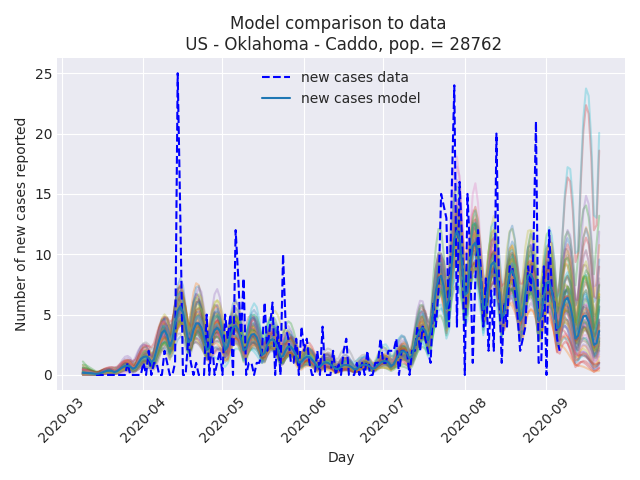 Model comparison to data
US - Oklahoma - Caddo, pop. = 28762
new cases data
new cases model
Number of new cases reported
25
20
15
10
5
0
2020-03
2020-04
2020-05
2020-06
2020-07
2020-08
2020-09
Day